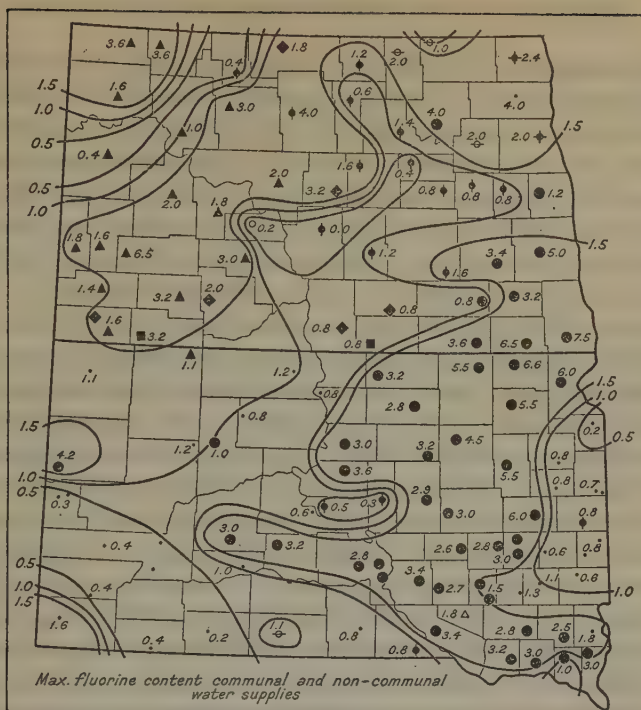 3.6 3.6 1.8 1.2 2.0 1.0 2.4
0.4
1.5 1.6 3.0 4.0 0.6 4.0 4.0
1.0
0.5 1.0 1.4 2.0 2.0 1.5
0.4 1.6 0.4
0.5 2.0 2.0 3.2 0.8 0.8 0.8 1.2
1.0 1.8
0.2 0.0
1.8 1.6 6.5 3.0 1.2 3.4 5.0 1.5
1.6
1.4 3.2 2.0 0.8 0.8 3.2
1.6 3.2 0.8 0.8 3.6 6.5 7.5
1.1 5.5 6.6
1.1 1.2 3.2 6.0 1.5
0.8 1.0
1.5 0.8 2.8 5.5 0.5
0.2
4.2 1.2 1.0 3.0 3.2 4.5 0.8
1.0 3.6 5.5 0.8
0.5 0.3 0.6 0.5 0.3 2.9 3.0 6.0 0.7
0.8
0.4 3.0 3.2 2.6 2.8 3.0 0.6 0.8
0.5 1.0 2.8 3.4 1.1 0.6
1.0 0.4 2.7 1.5 1.3 1.0
1.5 1.8
1.6 0.4 0.2 1.1 0.8 3.4 2.8 2.5 1.8
0.8 3.2 3.0 1.0 3.0
Max. fluorine content communal and non-communal
water supplies